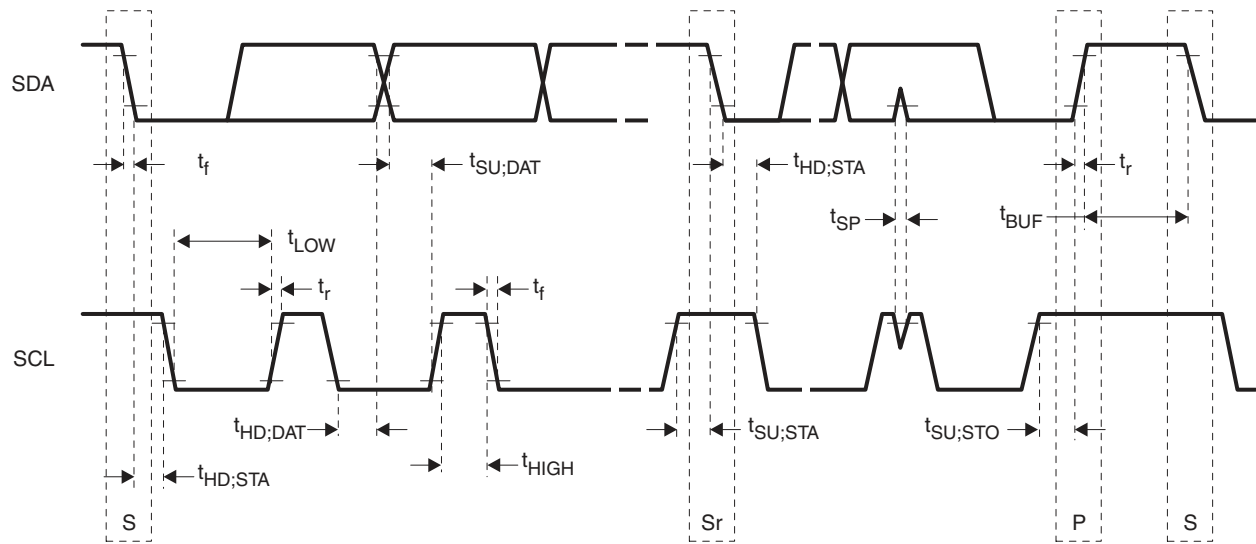 SDA
t_f
t_SU;DAT
t_HD;STA
t_r
t_SP
t_BUF
t_LOW
t_r
t_f
SCL
t_HD;DAT
t_SU;STA
t_SU;STO
t_HD;STA
t_HIGH
S
Sr
P
S